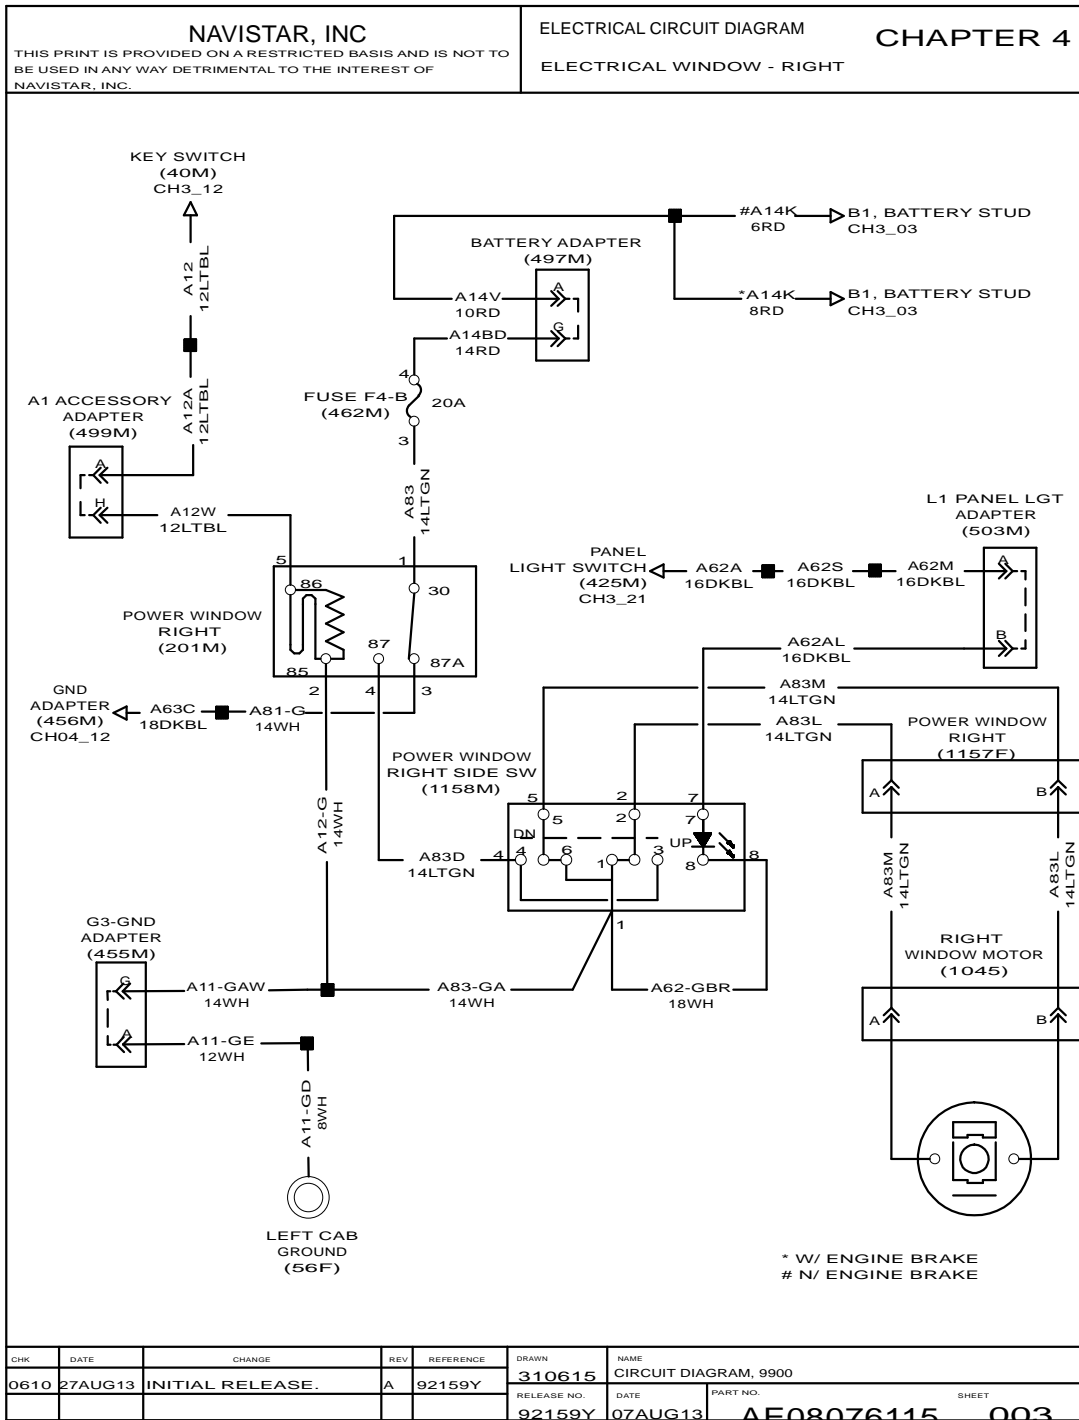 NAVISTAR, INC
THIS PRINT IS PROVIDED ON A RESTRICTED BASIS AND IS NOT TO
BE USED IN ANY WAY DETRIMENTAL TO THE INTEREST OF
NAVISTAR, INC.
ELECTRICAL CIRCUIT DIAGRAM
ELECTRICAL WINDOW - RIGHT
CHAPTER 4
KEY SWITCH
(40M)
CH3_12
A12
12LTBL
A12A
12LTBL
A1 ACCESSORY
ADAPTER
(499M)
A
H
A12W
12LTBL
BATTERY ADAPTER
(497M)
A
G
A14V
10RD
A14BD
14RD
#A14K
6RD
B1, BATTERY STUD
CH3_03
*A14K
8RD
B1, BATTERY STUD
CH3_03
4
FUSE F4-B
(462M)
20A
3
A83
14LTGN
5
1
86
30
87
85
87A
POWER WINDOW
RIGHT
(201M)
2
4
3
GND
ADAPTER
(456M)
CH04_12
A63C
18DKBL
A81-G
14WH
L1 PANEL LGT
ADAPTER
(503M)
A
B
PANEL
LIGHT SWITCH
(425M)
CH3_21
A62A
16DKBL
A62S
16DKBL
A62M
16DKBL
A62AL
16DKBL
A83M
14LTGN
A83L
14LTGN
POWER WINDOW
RIGHT
(1157F)
A
B
POWER WINDOW
RIGHT SIDE SW
(1158M)
5
2
7
5
2
7
DN
UP
4
4
6
1
3
8
8
1
A12-G
14WH
A83D
14LTGN
A83M
14LTGN
A83L
14LTGN
G3-GND
ADAPTER
(455M)
G
A
A11-GAW
14WH
A83-GA
14WH
A62-GBR
18WH
A11-GE
12WH
A11-GD
8WH
LEFT CAB
GROUND
(56F)
RIGHT
WINDOW MOTOR
(1045)
A
B
* W/ ENGINE BRAKE
# N/ ENGINE BRAKE
CHK DATE CHANGE REV REFERENCE
0610 27AUG13 INITIAL RELEASE. A 92159Y
DRAWN
310615
NAME
CIRCUIT DIAGRAM, 9900
RELEASE NO.
92159Y
DATE
07AUG13
PART NO.
AE08076115
SHEET
003